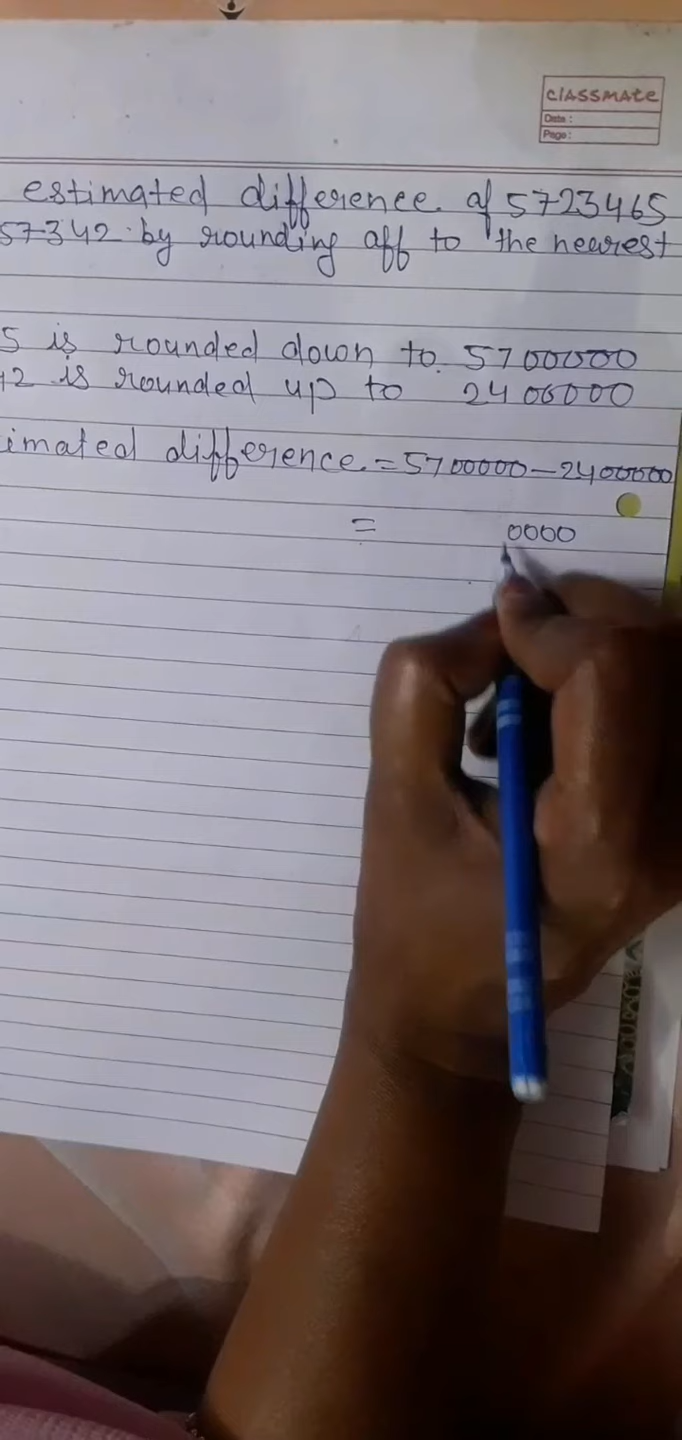 CLASSMATE
Date :
Page :
estimated difference. of 5723465
57342 by rounding off to the nearest
5 is rounded down to. 5700000
42 is rounded up to 2400000
imated difference = 5700000 - 2400000
= 0000